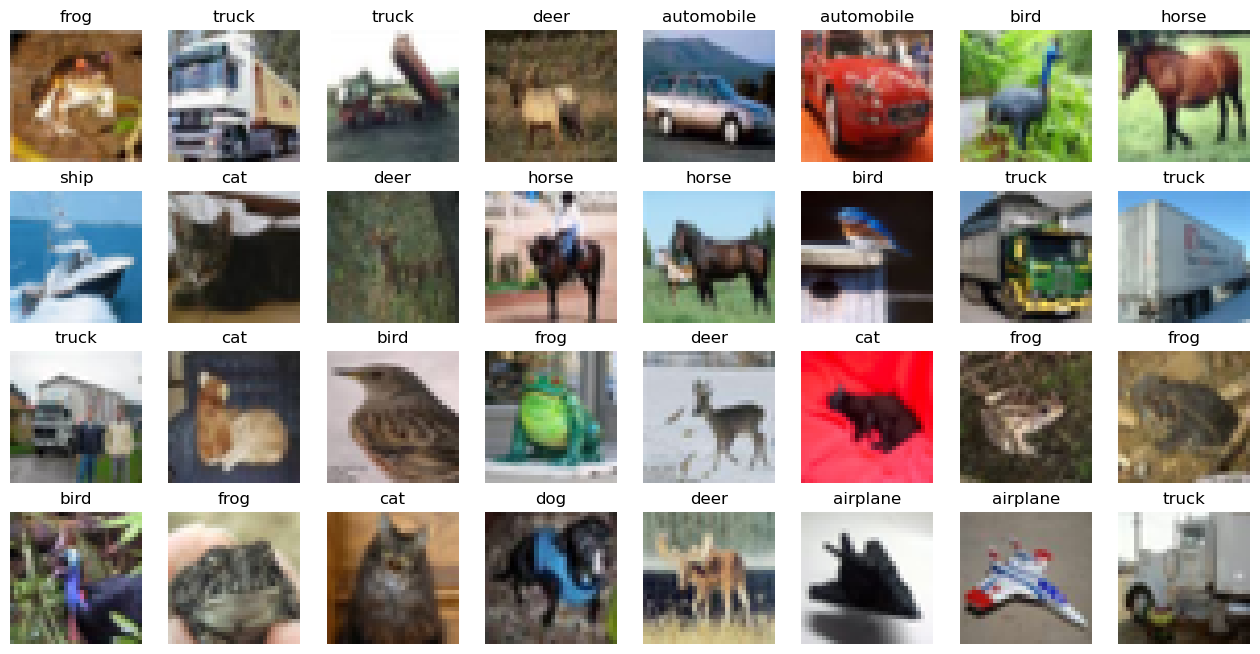 frog truck truck deer automobile automobile bird horse
ship cat deer horse horse bird truck truck
truck cat bird frog deer cat frog frog
bird frog cat dog deer airplane airplane truck